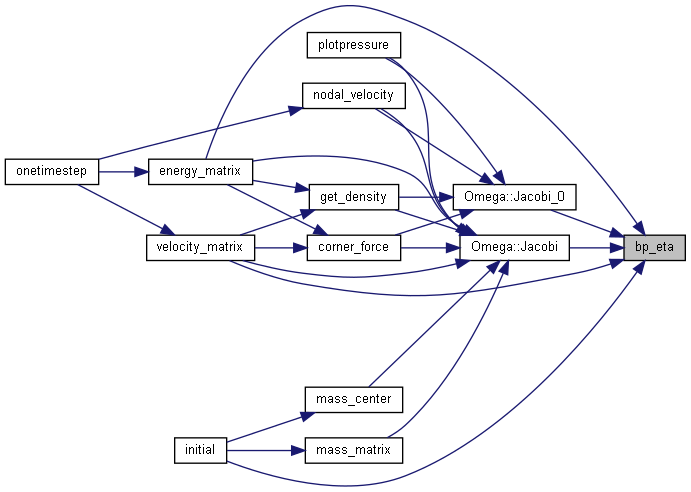 plotpressure
nodal_velocity
onetimestep
energy_matrix
get_density
Omega::Jacobi_0
velocity_matrix
corner_force
Omega::Jacobi
bp_eta
mass_center
initial
mass_matrix